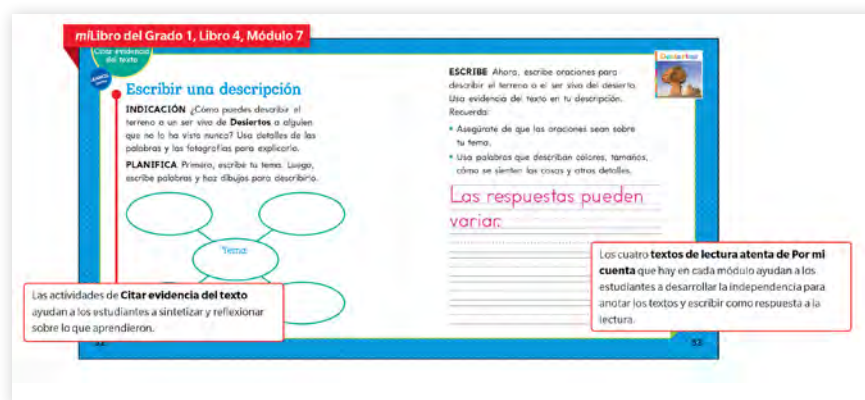 miLibro del Grado 1, Libro 4, Módulo 7
Citar evidencia
del texto
Escribir una descripción
INDICACIÓN ¿Cómo puedes describir el
terreno o un ser vivo de Desiertos a alguien
que no lo ha visto nunca? Usa detalles de las
palabras y las fotografías para explicarlo.
PLANIFICA Primero, escribe tu tema. Luego,
escribe palabras y haz dibujos para describirlo.
Tema:
Las actividades de Citar evidencia del texto
ayudan a los estudiantes a sintetizar y reflexionar
sobre lo que aprendieron.
ESCRIBE Ahora, escribe oraciones para
describir el terreno o el ser vivo del desierto.
Usa evidencia del texto en tu descripción.
Recuerda:
• Asegúrate de que las oraciones sean sobre
tu tema.
• Usa palabras que describan colores, tamaños,
cómo se sienten las cosas y otros detalles.
Desiertos
Las respuestas pueden
variar.
Los cuatro textos de lectura atenta de Por mi
cuenta que hay en cada módulo ayudan a los
estudiantes a desarrollar la independencia para
anotar los textos y escribir como respuesta a la
lectura.